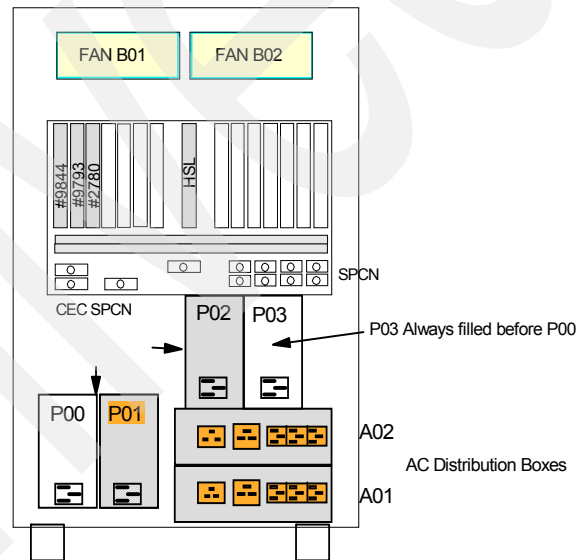 FAN B01
FAN B02
#9844
#9793
#2780
HSL
SPCN
CEC SPCN
P02
P03
P03 Always filled before P00
P00
P01
A02
AC Distribution Boxes
A01